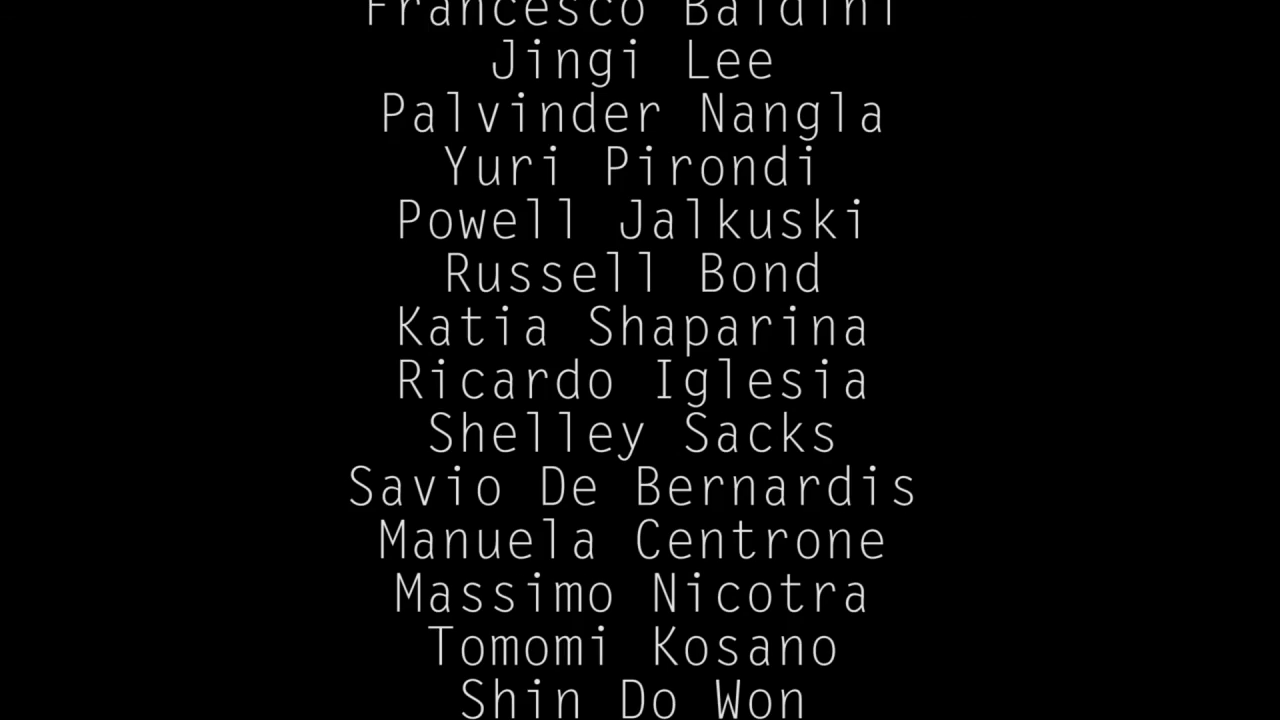 Francesco Baldini
Jingi Lee
Palvinder Nangla
Yuri Pirondi
Powell Jalkuski
Russell Bond
Katia Shaparina
Ricardo Iglesia
Shelley Sacks
Savio De Bernardis
Manuela Centrone
Massimo Nicotra
Tomomi Kosano
Shin Do Won